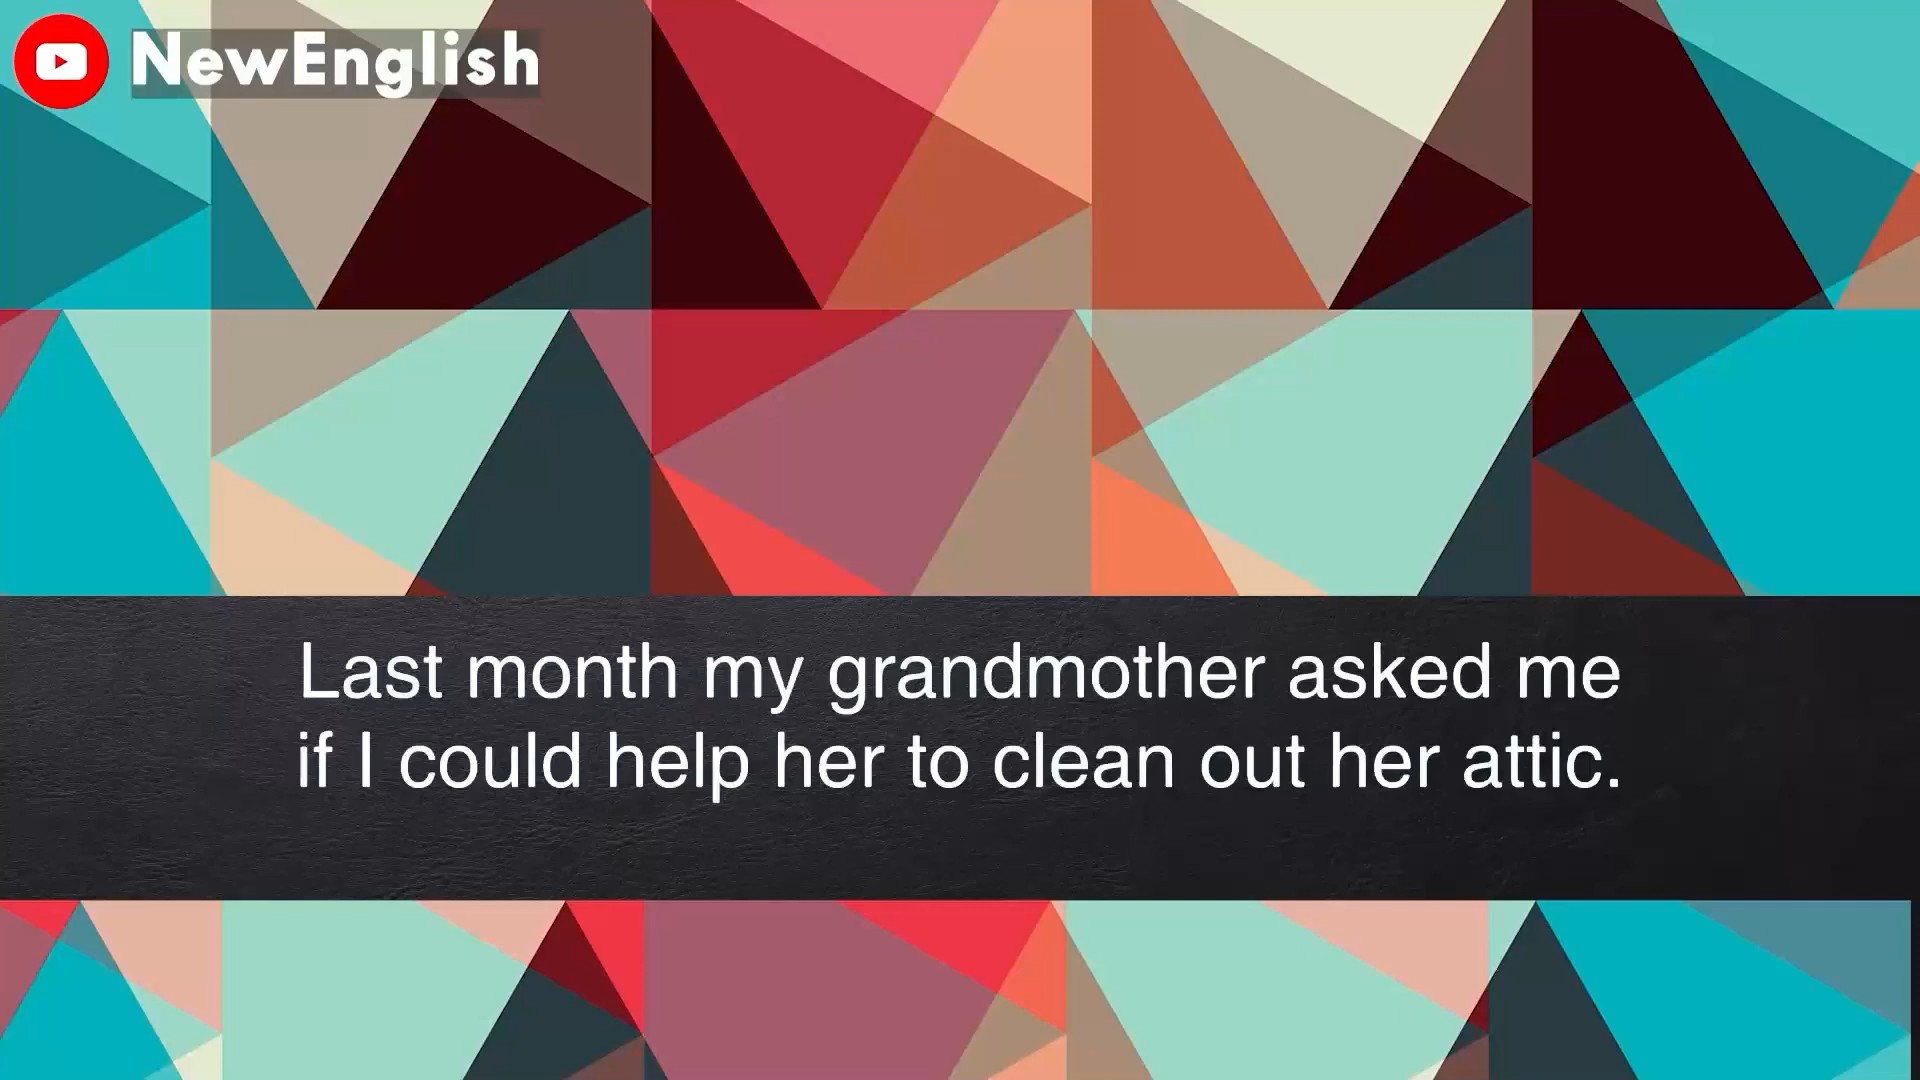 NewEnglish
Last month my grandmother asked me
if I could help her to clean out her attic.